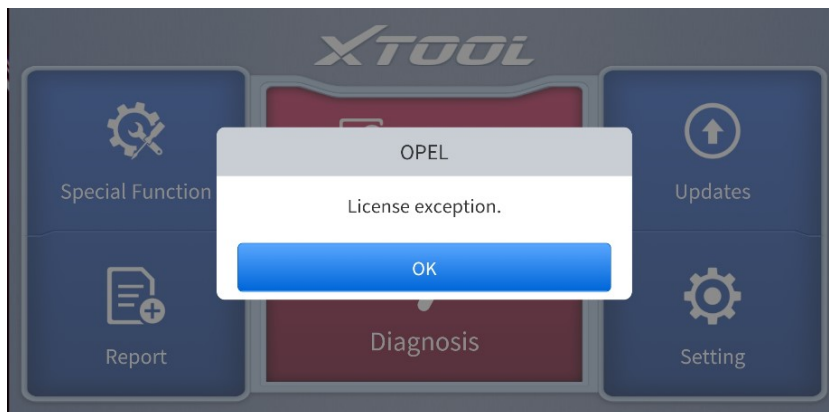 XTOOL
OPEL
License exception.
OK
Special Function
Updates
Report
Diagnosis
Setting